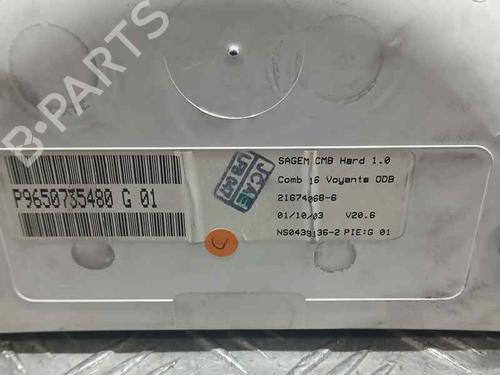 B-PARTS
P9650735480 G 01
SAGEM CMB Hard 1.0
Comb 16 Voyants ODB
21674068-6
01/10/03 V20.6
NS0439136-2 PIE:G 01
JCAE